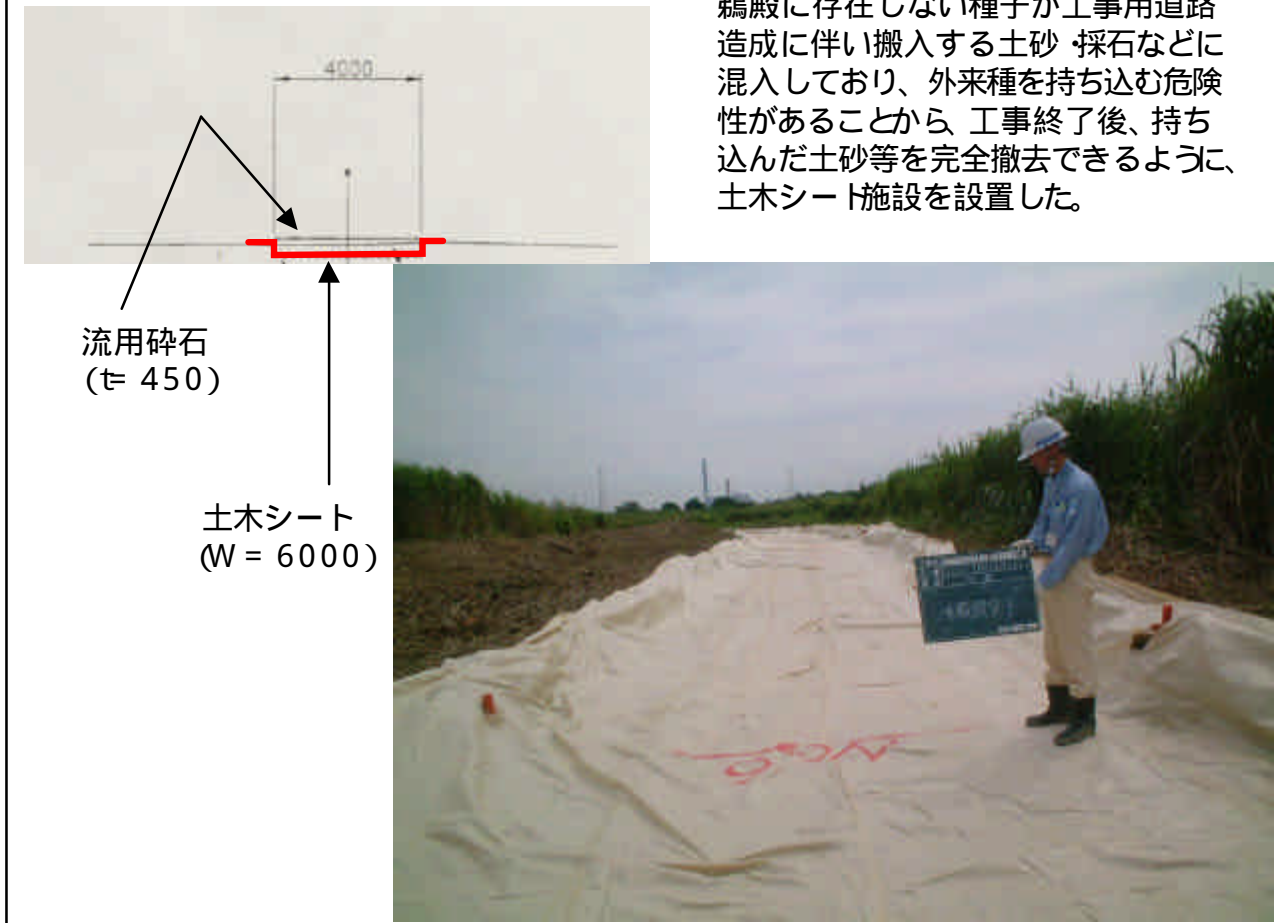 鵜殿に存在しない種子が工事用道路
造成に伴い搬入する土砂・採石などに
混入しており、外来種を持ち込む危険
性があることから、工事終了後、持ち
込んだ土砂等を完全撤去できるように、
土木シート施設を設置した。
4000
流用砕石
(t= 450)
土木シート
(W = 6000)